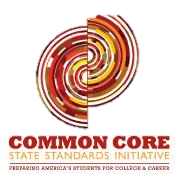 COMMON CORE
STATE STANDARDS INITIATIVE
PREPARING AMERICA'S STUDENTS FOR COLLEGE & CAREER